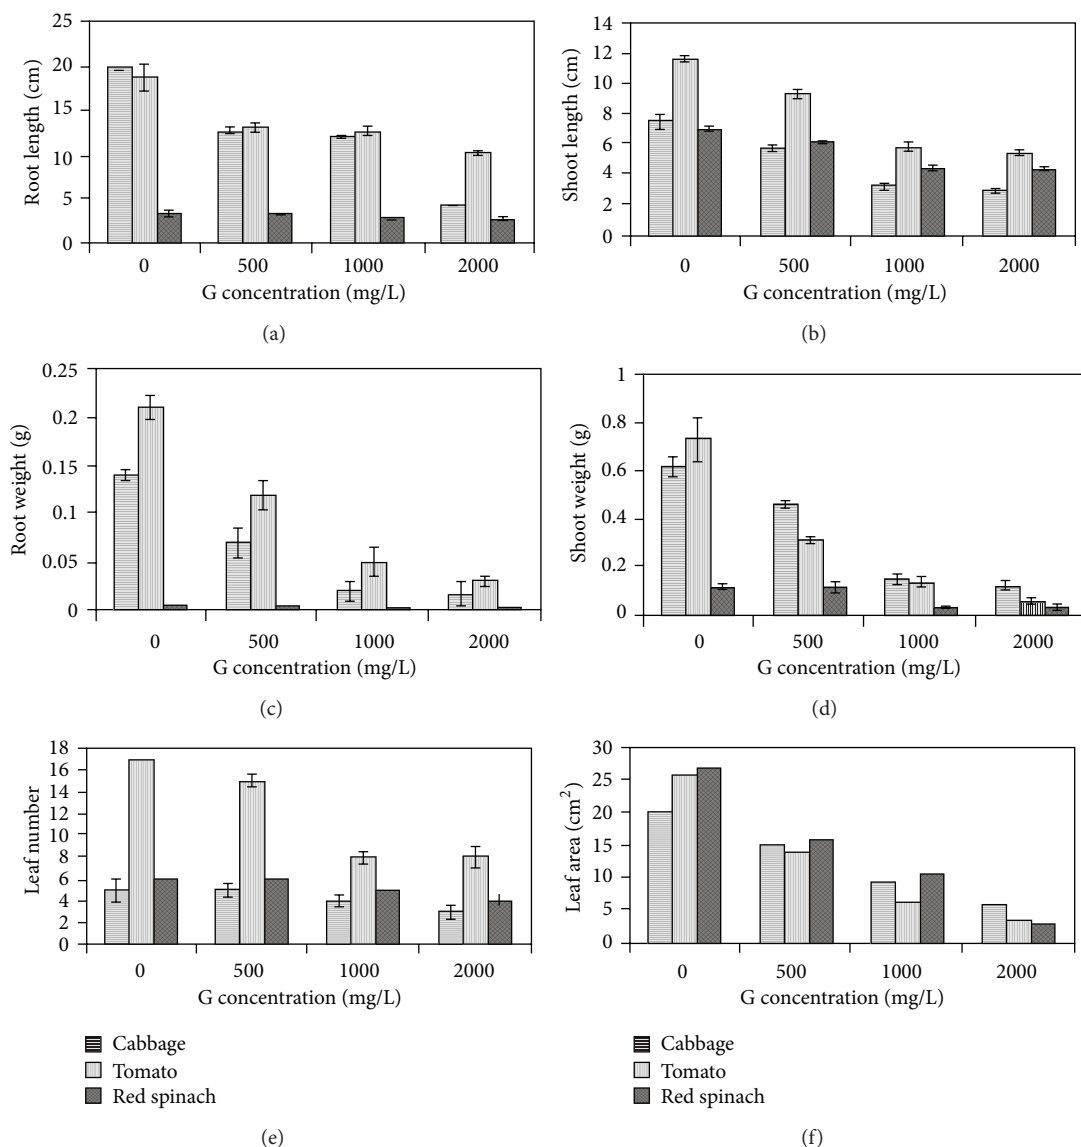 25
20
15
10
5
0
Root length (cm)
0 500 1000 2000
G concentration (mg/L)
(a)
14
12
10
8
6
4
2
0
Shoot length (cm)
0 500 1000 2000
G concentration (mg/L)
(b)
0.25
0.2
0.15
0.1
0.05
0
Root weight (g)
0 500 1000 2000
G concentration (mg/L)
(c)
1
0.8
0.6
0.4
0.2
0
Shoot weight (g)
0 500 1000 2000
G concentration (mg/L)
(d)
18
16
14
12
10
8
6
4
2
0
Leaf number
0 500 1000 2000
G concentration (mg/L)
Cabbage
Tomato
Red spinach
(e)
30
25
20
15
10
5
0
Leaf area (cm²)
0 500 1000 2000
G concentration (mg/L)
Cabbage
Tomato
Red spinach
(f)